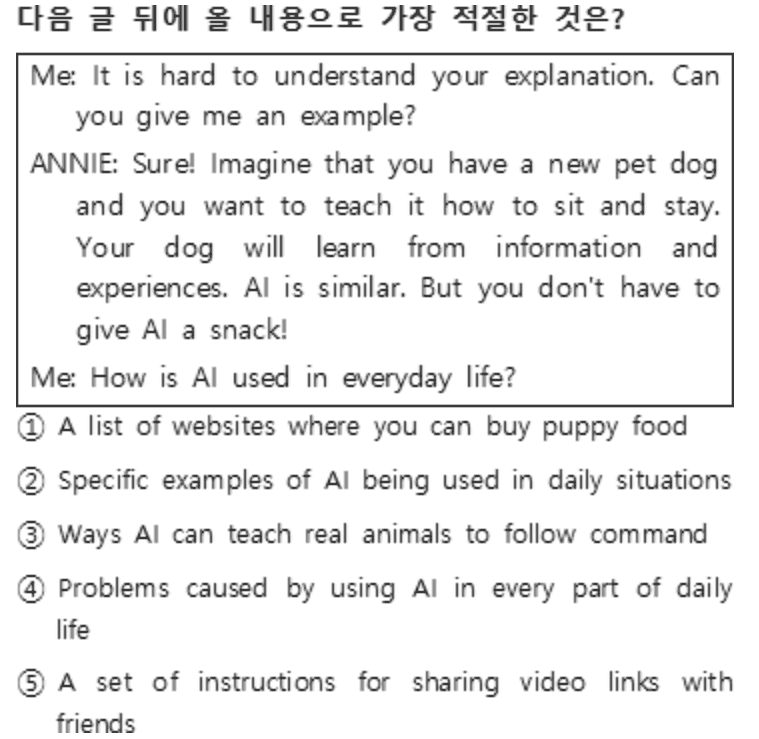 다음 글 뒤에 올 내용으로 가장 적절한 것은?
Me: It is hard to understand your explanation. Can
you give me an example?
ANNIE: Sure! Imagine that you have a new pet dog
and you want to teach it how to sit and stay.
Your dog will learn from information and
experiences. AI is similar. But you don't have to
give AI a snack!
Me: How is AI used in everyday life?
① A list of websites where you can buy puppy food
② Specific examples of AI being used in daily situations
③ Ways AI can teach real animals to follow command
④ Problems caused by using AI in every part of daily
life
⑤ A set of instructions for sharing video links with
friends